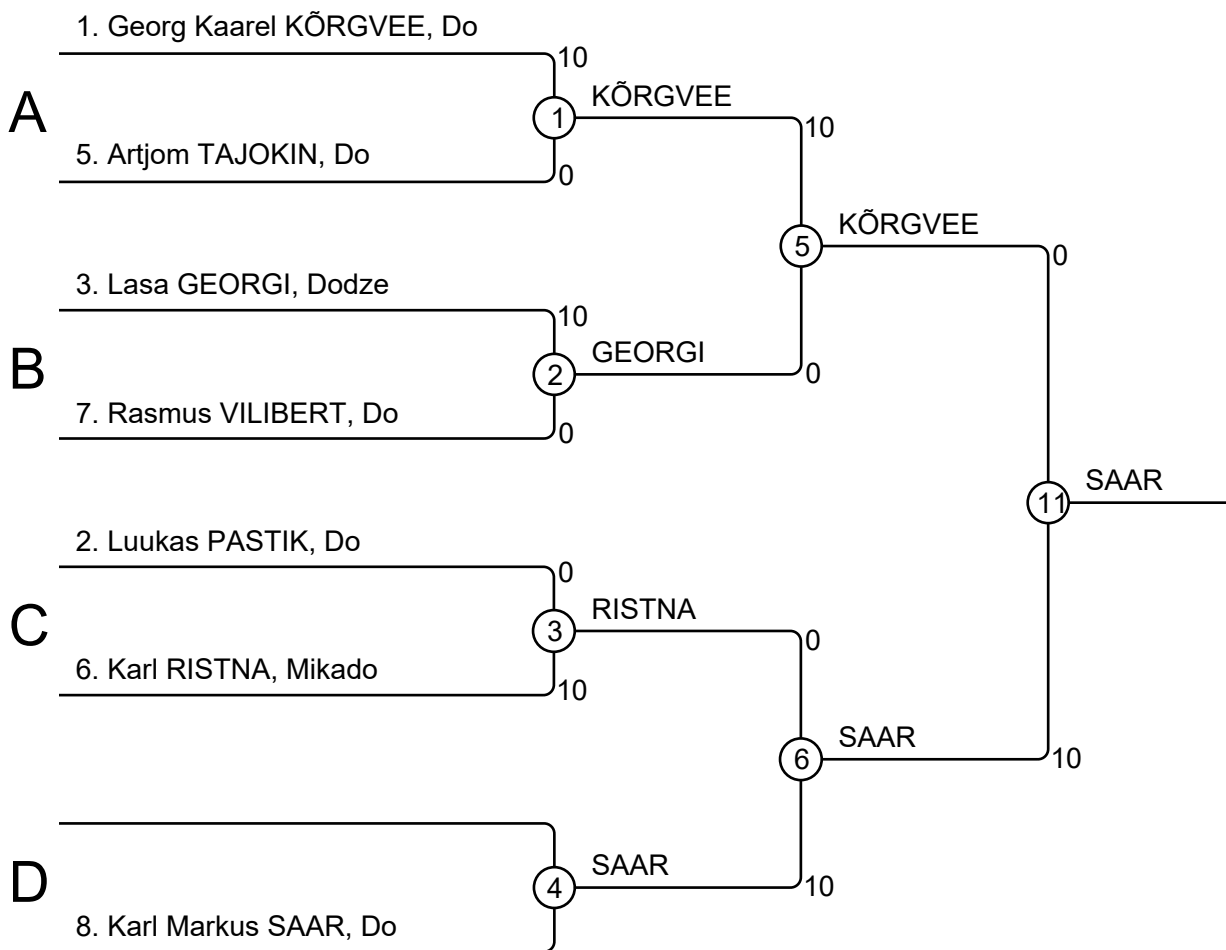 1. Georg Kaarel KÕRGVEE, Do
10
A
1
KÕRGVEE
10
5. Artjom TAJOKIN, Do
0
5
KÕRGVEE
0
3. Lasa GEORGI, Dodze
10
B
2
GEORGI
0
7. Rasmus VILIBERT, Do
0
11
SAAR
2. Luukas PASTIK, Do
0
C
3
RISTNA
0
6. Karl RISTNA, Mikado
10
6
SAAR
10
D
4
SAAR
10
8. Karl Markus SAAR, Do